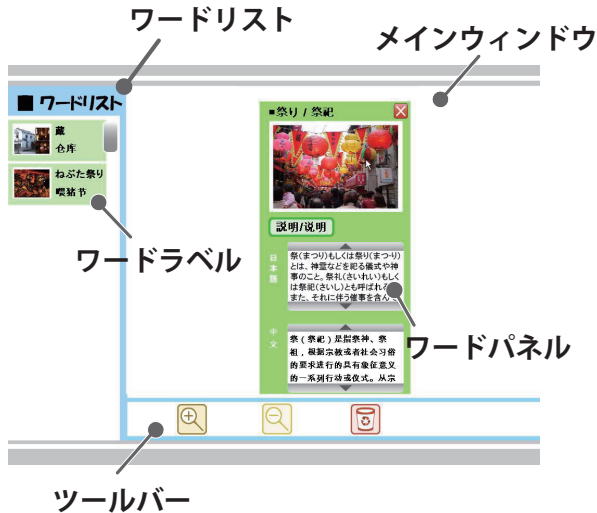 ワードリスト
メインウィンドウ
■ ワードリスト
蔵
仓库
ねぶた祭り
喂猪节
ワードラベル
■祭り / 祭祀
説明/说明
日本語
祭(まつり)もしくは祭り(まつり)
とは、神霊などを祀る儀式や神
事のこと。祭礼(さいれい)もしく
は祭祀(さいし)とも呼ばれる
また、それに伴う催事を含んで
ワードパネル
中文
祭（祭祀）是指祭神、祭
祖，根据宗教或者社会习俗
的要求进行的具有象征意义
的一系列行动或仪式。从宗
ツールバー